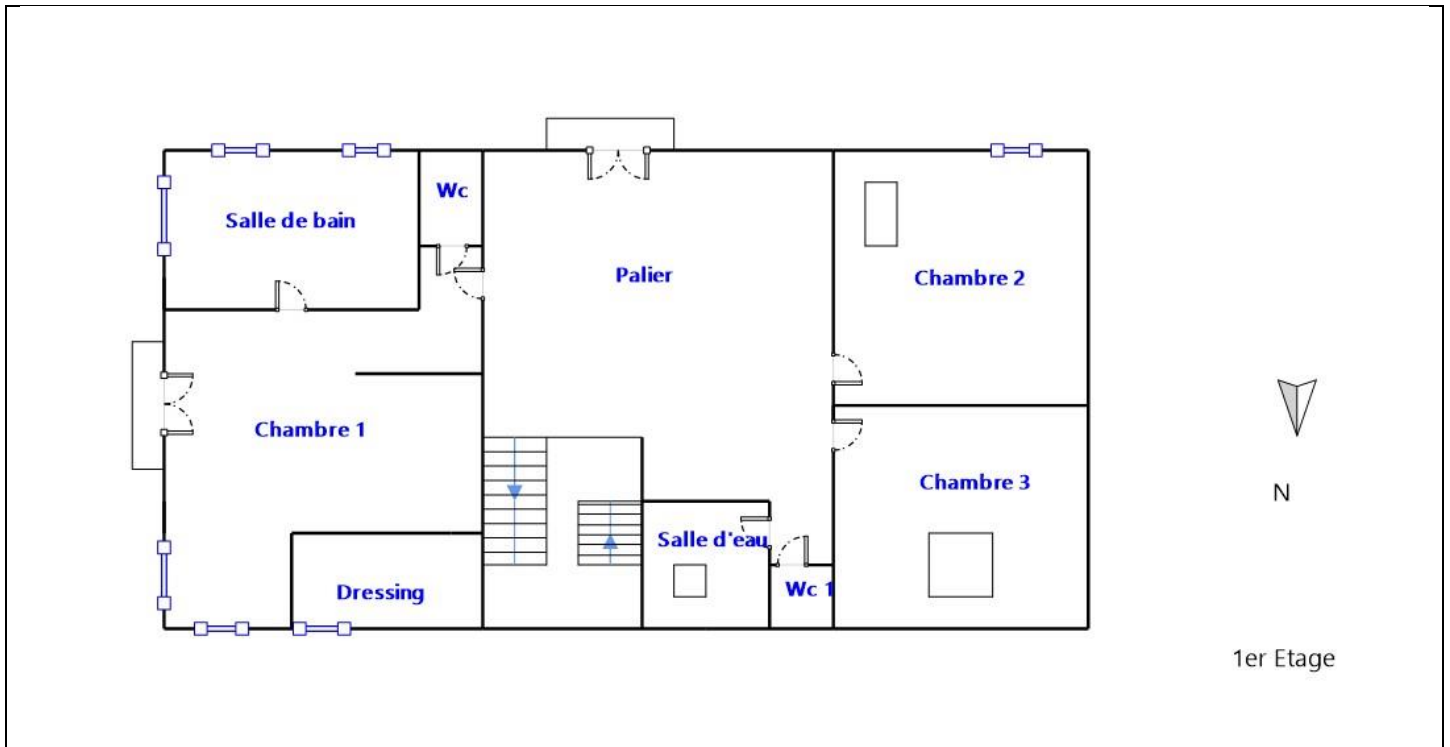 Wc
Salle de bain
Palier
Chambre 2
Chambre 1
Chambre 3
N
Salle d'eau
Dressing
Wc 1
1er Etage